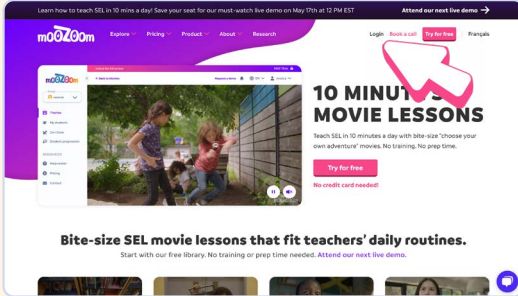 Learn how to teach SEL in 10 mins a day! Save your seat for our must-watch live demo on May 17th at 12 PM EST
Attend our next live demo →
mooZoom
Explore
Pricing
Product
About
Research
Login
Book a call
Try for free
Français
mooZoom
10 MINUT
MOVIE LESSONS
Teach SEL in 10 minutes a day with bite-size "choose your
own adventure" movies. No training. No prep time.
Try for free
No credit card needed!
Bite-size SEL movie lessons that fit teachers' daily routines.
Start with our free library. No training or prep time needed. Attend our next live demo.